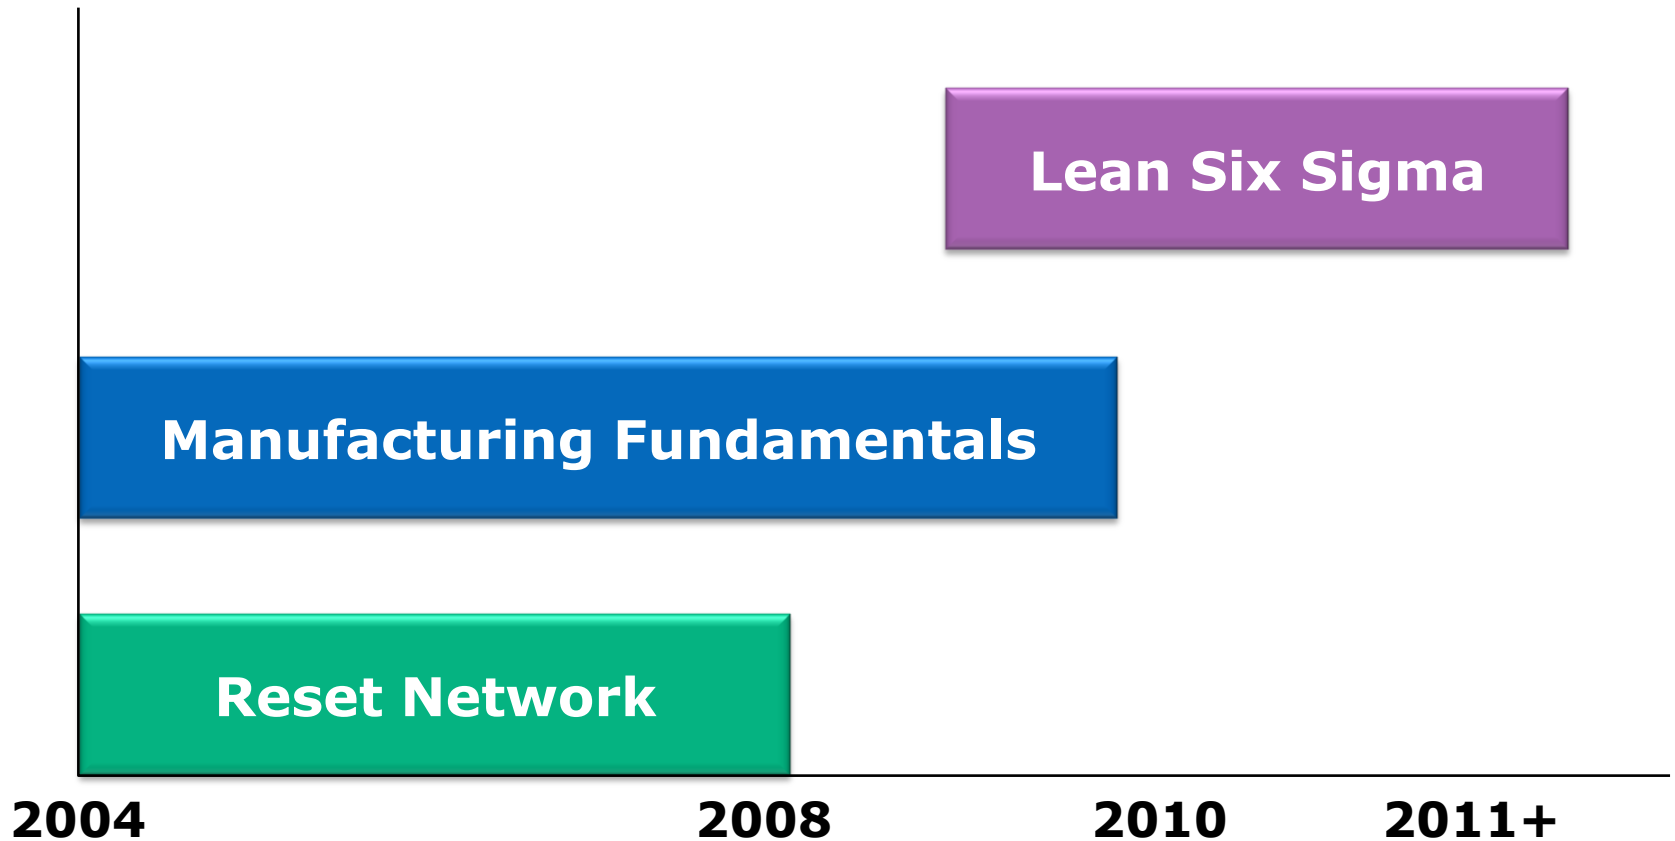 Lean Six Sigma
Manufacturing Fundamentals
Reset Network
2004 2008 2010 2011+